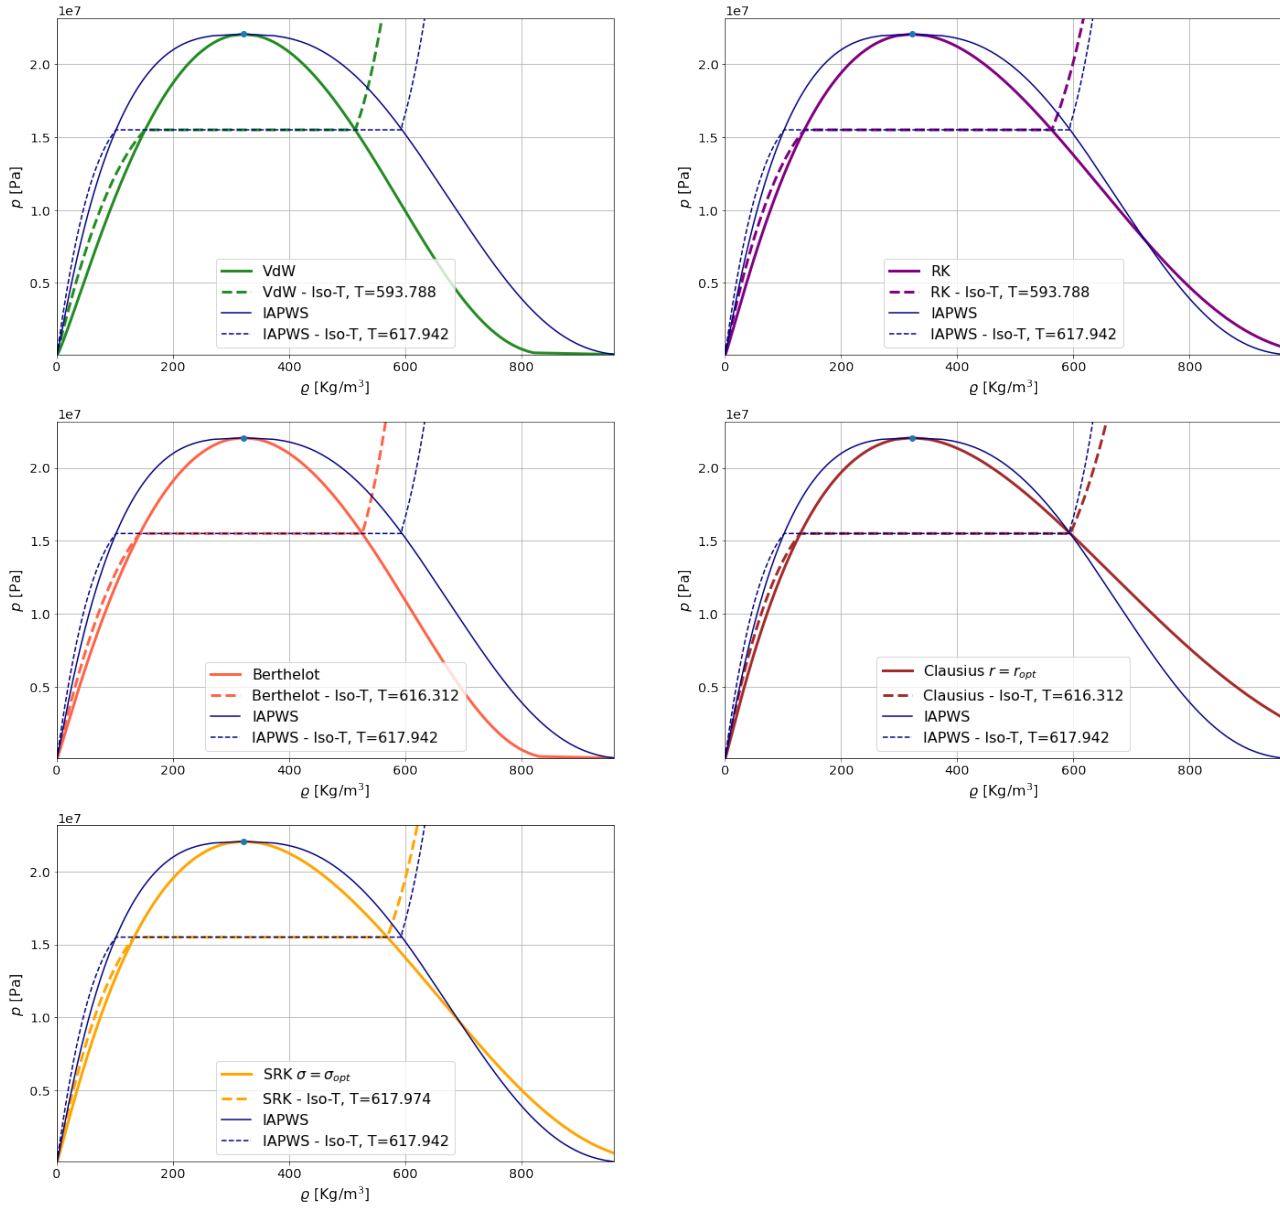 1e7
2.0
1.5
1.0
0.5
p [Pa]
VdW
VdW - Iso-T, T=593.788
IAPWS
IAPWS - Iso-T, T=617.942
0 200 400 600 800
ϱ [Kg/m³]
1e7
2.0
1.5
1.0
0.5
p [Pa]
RK
RK - Iso-T, T=593.788
IAPWS
IAPWS - Iso-T, T=617.942
0 200 400 600 800
ϱ [Kg/m³]
1e7
2.0
1.5
1.0
0.5
p [Pa]
Berthelot
Berthelot - Iso-T, T=616.312
IAPWS
IAPWS - Iso-T, T=617.942
0 200 400 600 800
ϱ [Kg/m³]
1e7
2.0
1.5
1.0
0.5
p [Pa]
Clausius r = r_opt
Clausius - Iso-T, T=616.312
IAPWS
IAPWS - Iso-T, T=617.942
0 200 400 600 800
ϱ [Kg/m³]
1e7
2.0
1.5
1.0
0.5
p [Pa]
SRK σ = σ_opt
SRK - Iso-T, T=617.974
IAPWS
IAPWS - Iso-T, T=617.942
0 200 400 600 800
ϱ [Kg/m³]